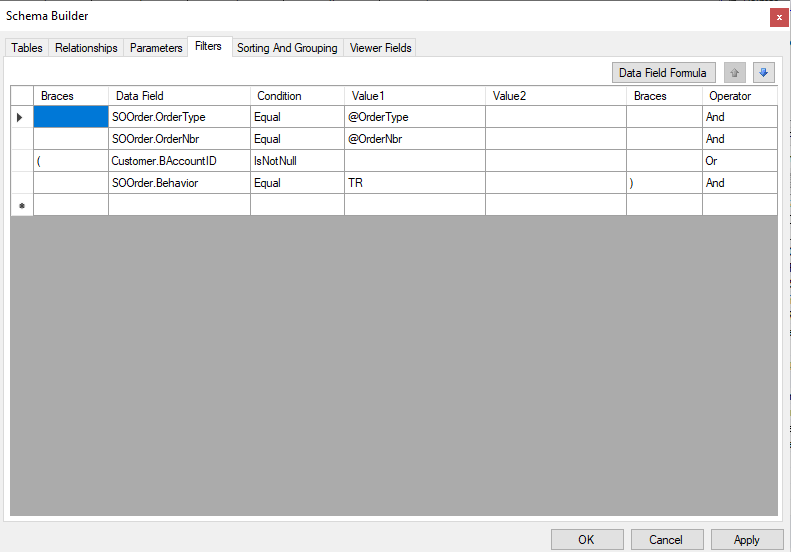 Schema Builder
x
Tables Relationships Parameters Filters Sorting And Grouping Viewer Fields
Data Field Formula
Braces Data Field Condition Value1 Value2 Braces Operator
SOOrder.OrderType Equal @OrderType And
SOOrder.OrderNbr Equal @OrderNbr And
( Customer.BAccountID IsNotNull Or
SOOrder.Behavior Equal TR ) And
*
OK Cancel Apply